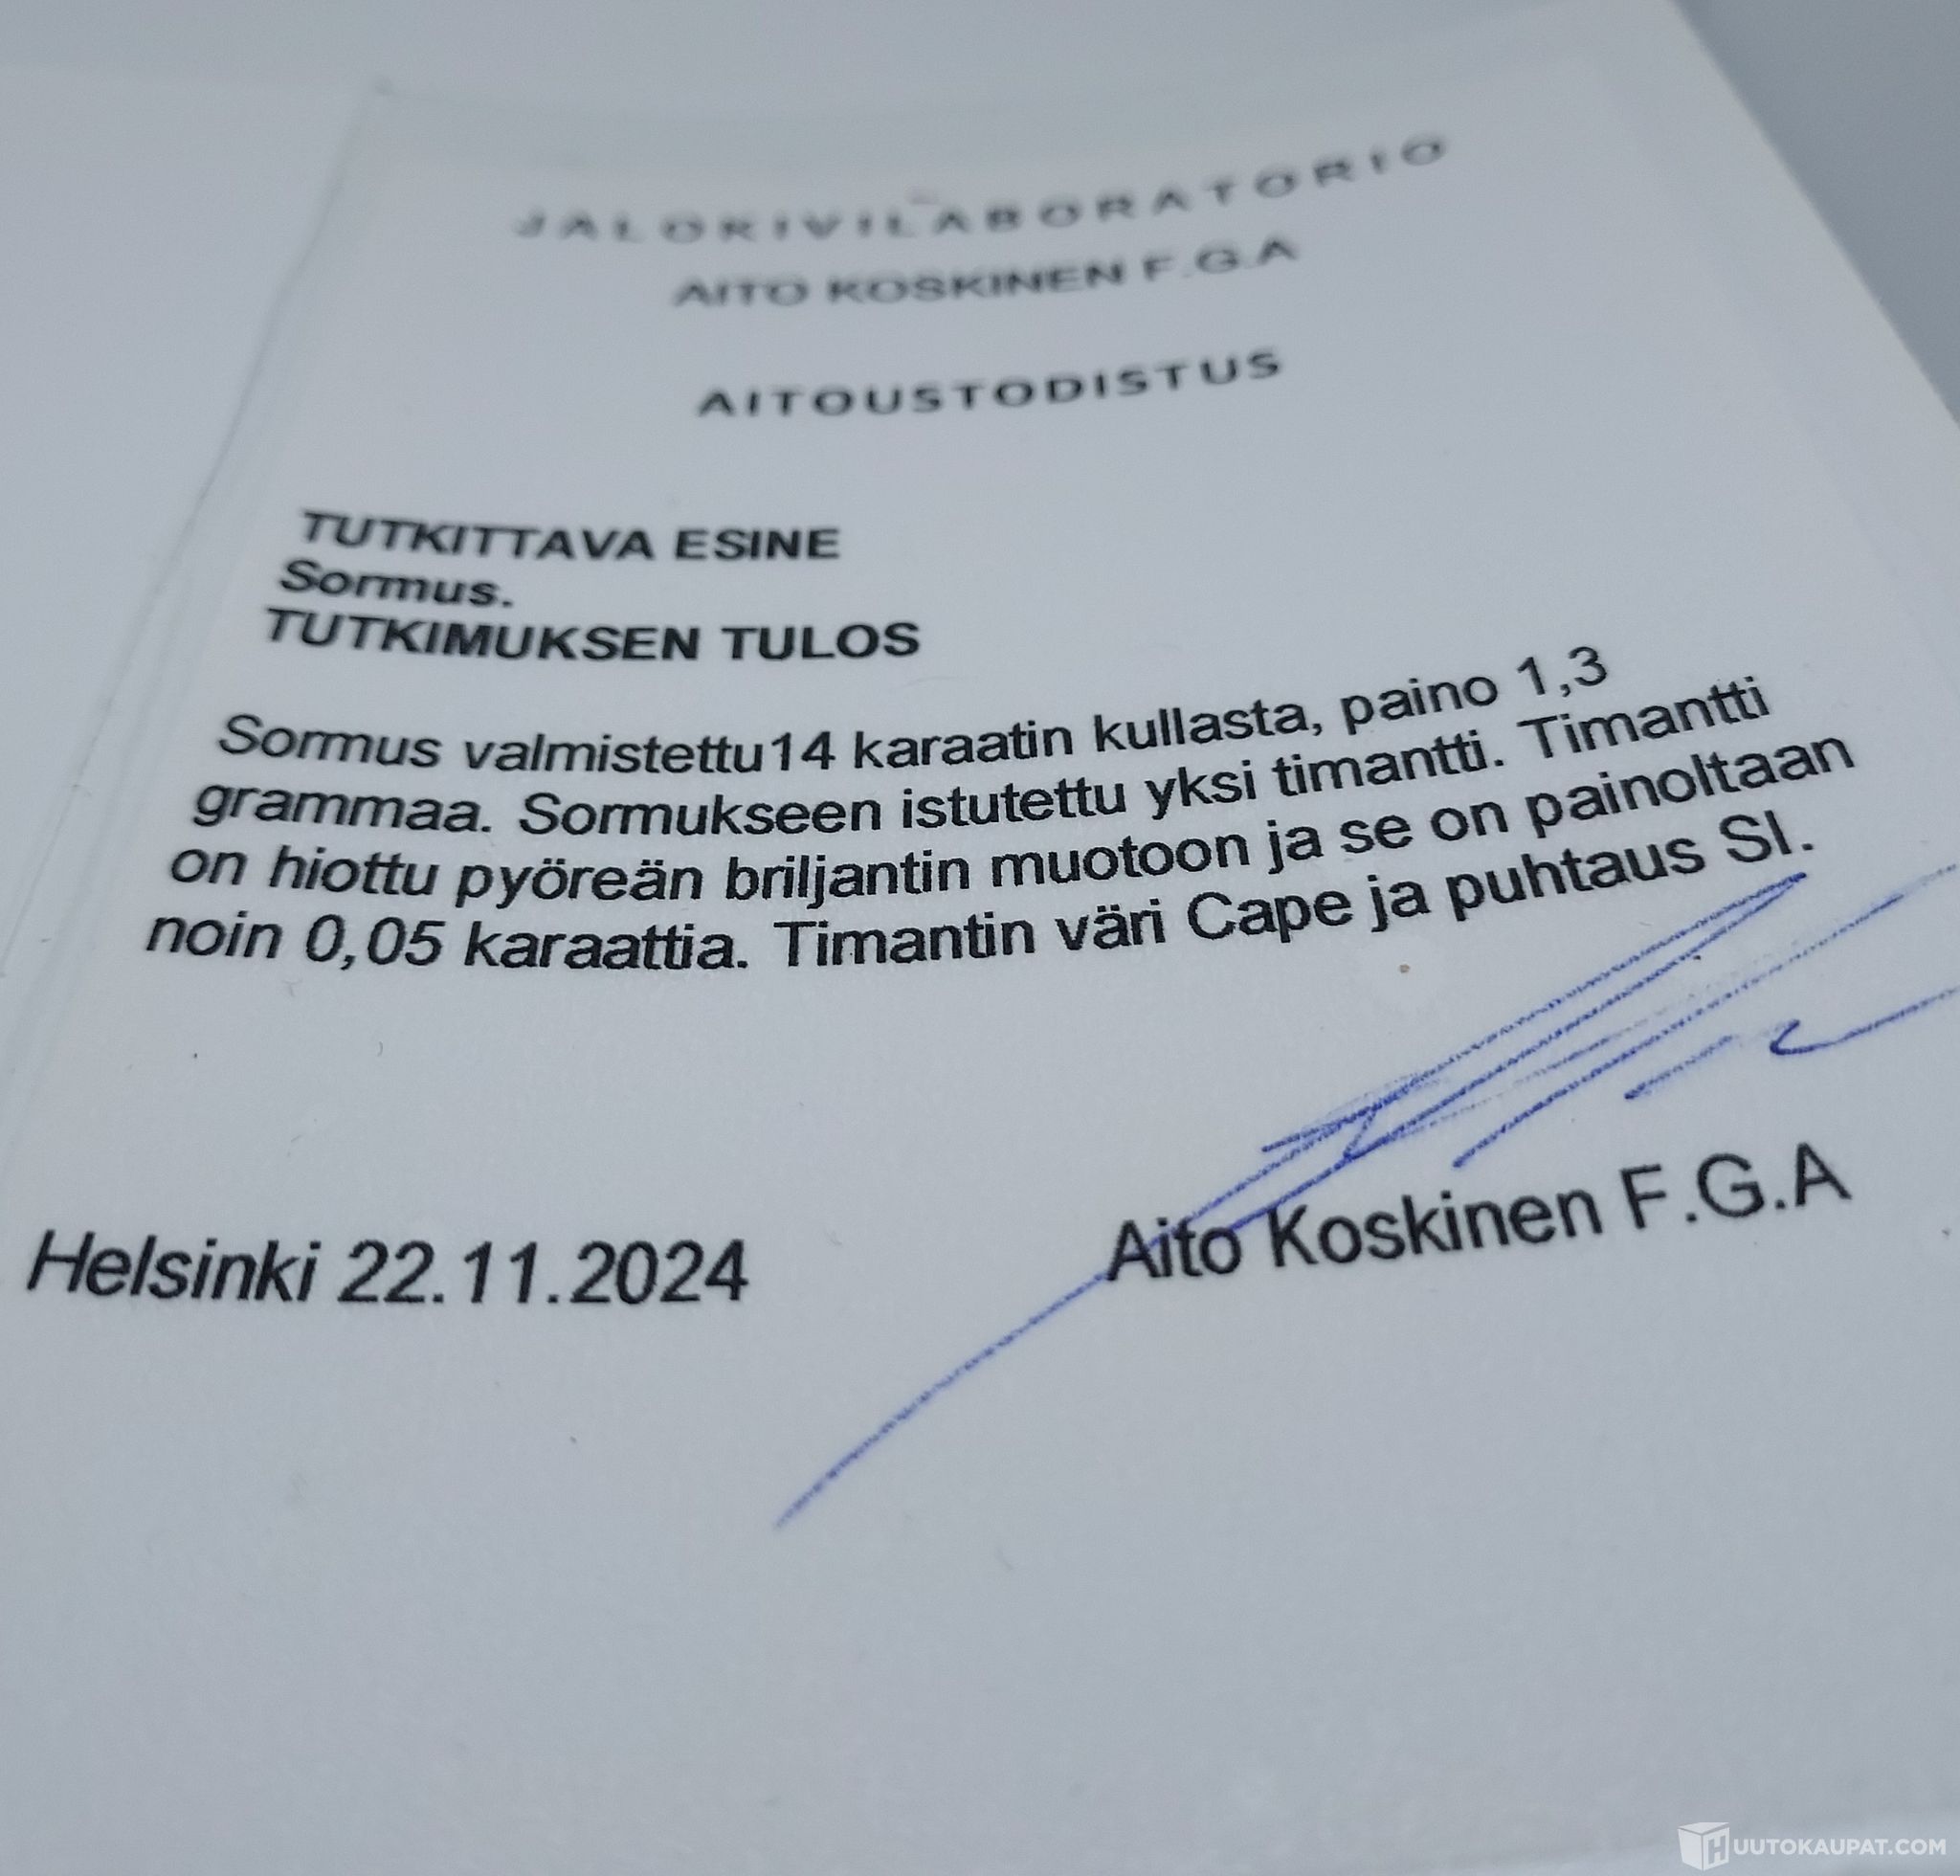 JALOKIVILABORATORIO
AITO KOSKINEN F.G.A
AITOUSTODISTUS
TUTKITTAVA ESINE
Sormus.
TUTKIMUKSEN TULOS
Sormus valmistettu14 karaatin kullasta, paino 1,3
grammaa. Sormukseen istutettu yksi timantti. Timantti
on hiottu pyöreän briljantin muotoon ja se on painoltaan
noin 0,05 karaattia. Timantin väri Cape ja puhtaus SI.
Helsinki 22.11.2024
Aito Koskinen F.G.A
HUUTOKAUPAT.COM